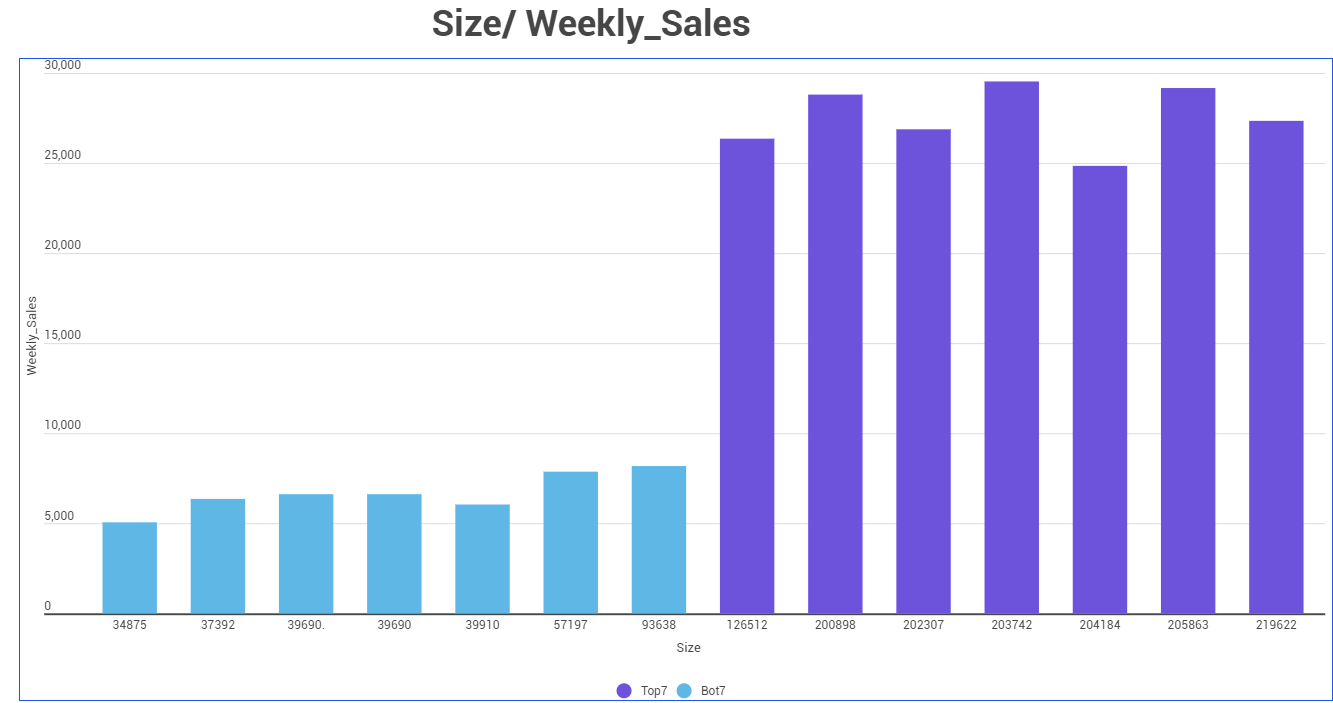 Size/ Weekly_Sales
30,000
25,000
20,000
15,000
10,000
5,000
0
Weekly_Sales
34875 37392 39690. 39690 39910 57197 93638 126512 200898 202307 203742 204184 205863 219622
Size
Top7 Bot7